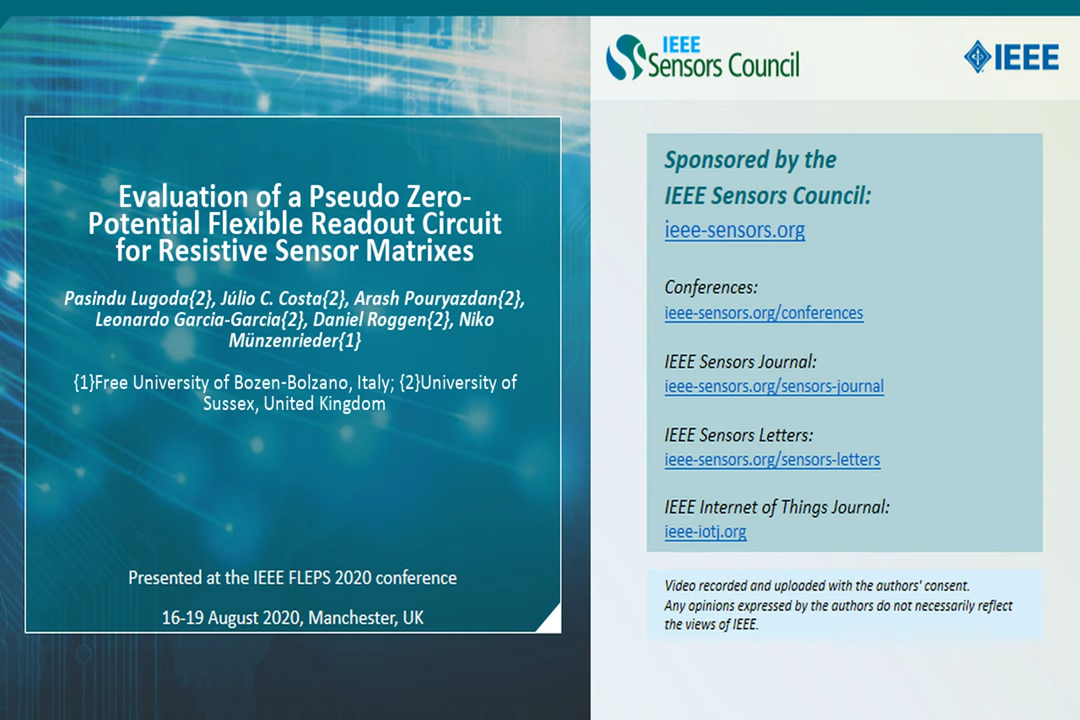 Evaluation of a Pseudo Zero-
Potential Flexible Readout Circuit
for Resistive Sensor Matrixes
Pasindu Lugoda{2}, Júlio C. Costa{2}, Arash Pouryazdan{2},
Leonardo Garcia-Garcia{2}, Daniel Roggen{2}, Niko
Münzenrieder{1}
{1}Free University of Bozen-Bolzano, Italy; {2}University of
Sussex, United Kingdom
Presented at the IEEE FLEPS 2020 conference
16-19 August 2020, Manchester, UK
IEEE
Sensors Council
IEEE
Sponsored by the
IEEE Sensors Council:
ieee-sensors.org
Conferences:
ieee-sensors.org/conferences
IEEE Sensors Journal:
ieee-sensors.org/sensors-journal
IEEE Sensors Letters:
ieee-sensors.org/sensors-letters
IEEE Internet of Things Journal:
ieee-iotj.org
Video recorded and uploaded with the authors' consent.
Any opinions expressed by the authors do not necessarily reflect
the views of IEEE.